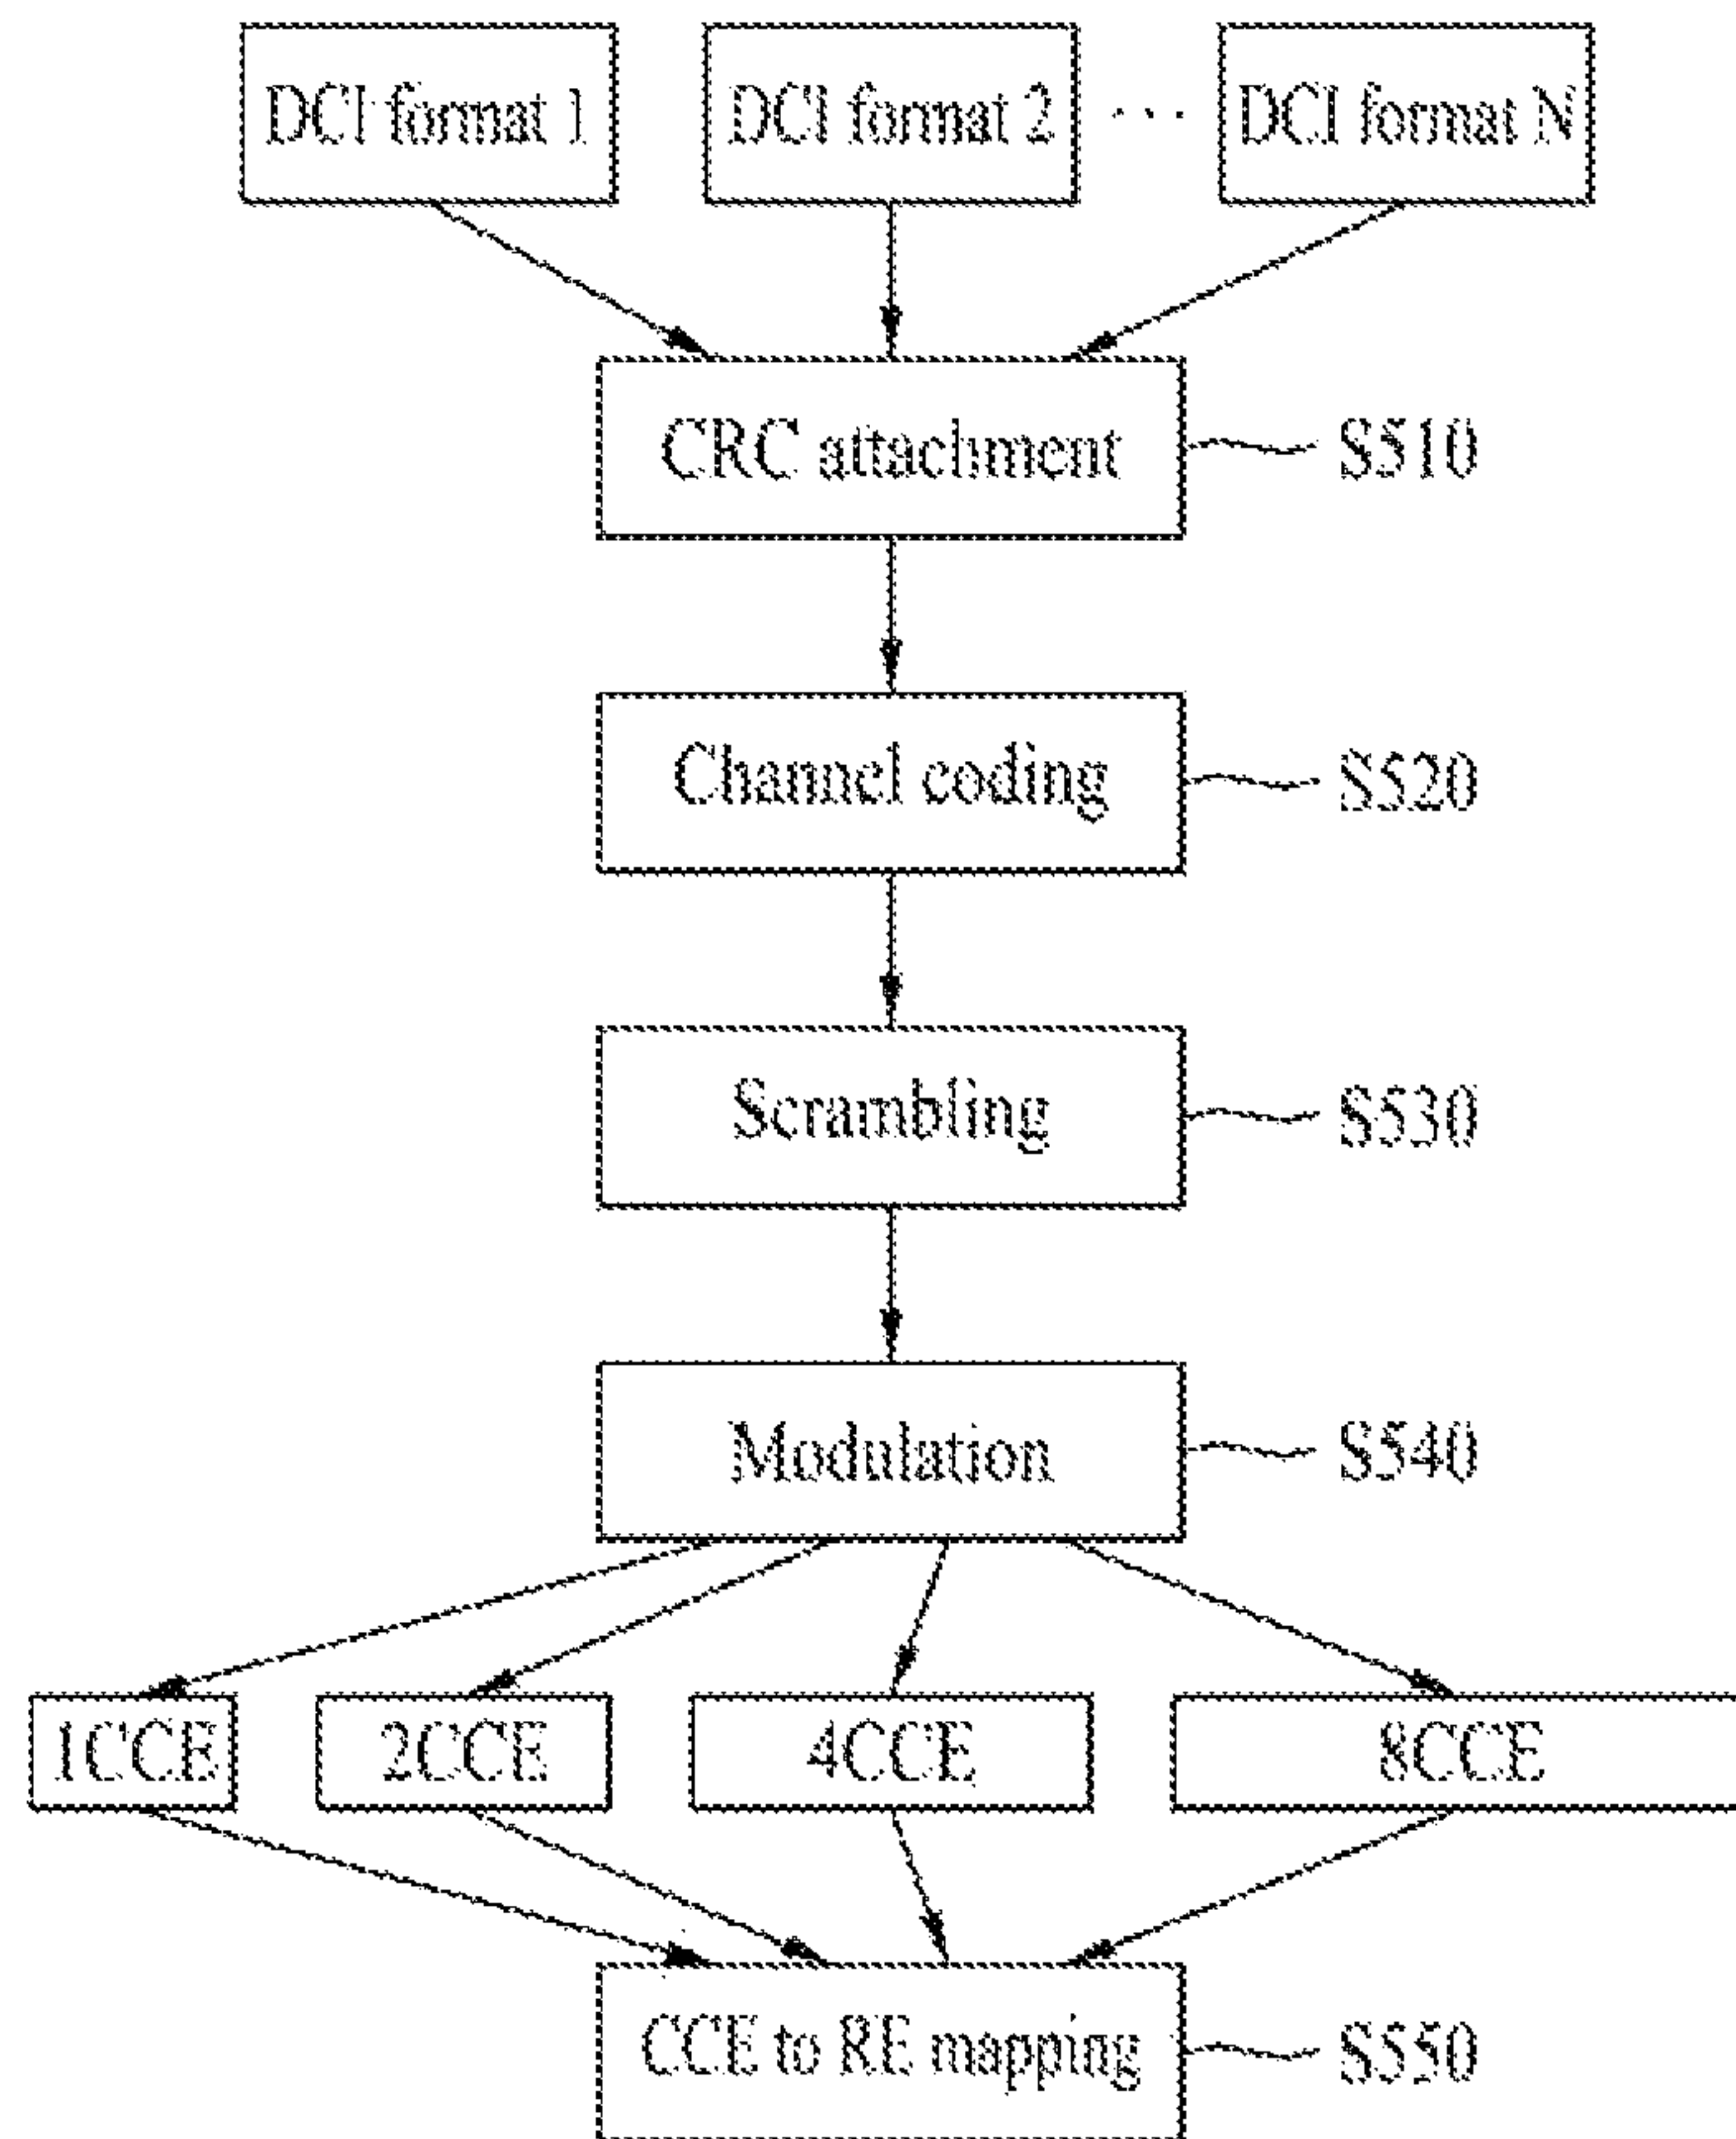 DCI format 1
DCI format 2
...
DCI format N
CRC attachment
S510
Channel coding
S520
Scrambling
S530
Modulation
S540
1CCE
2CCE
4CCE
8CCE
CCE to RE mapping
S550